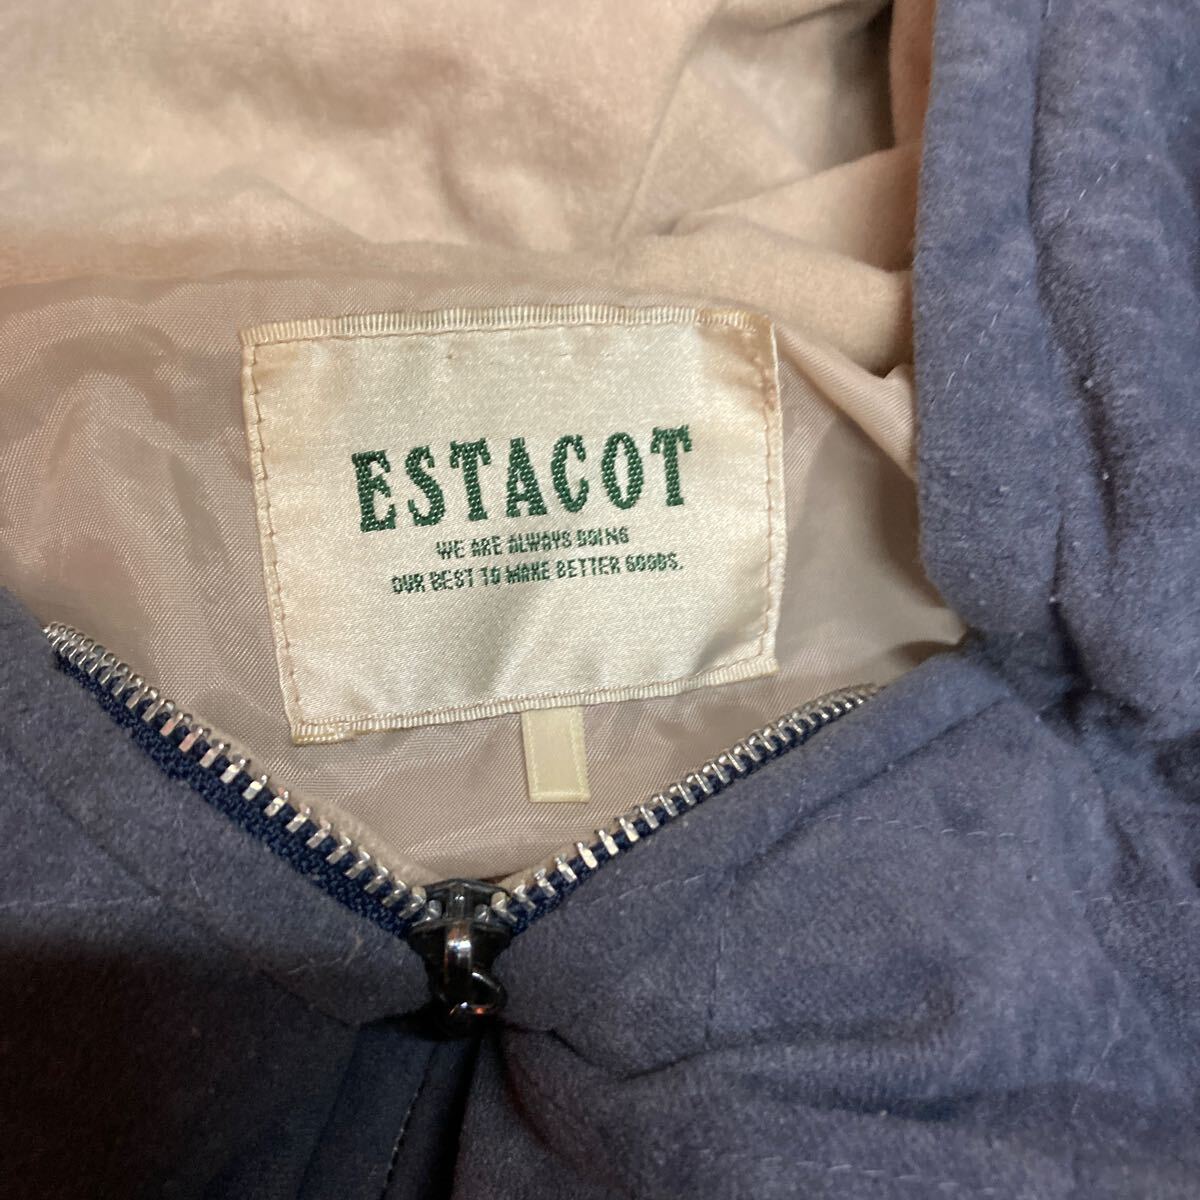 ESTACOT
WE ARE ALWAYS DOING
OUR BEST TO MAKE BETTER GOODS.